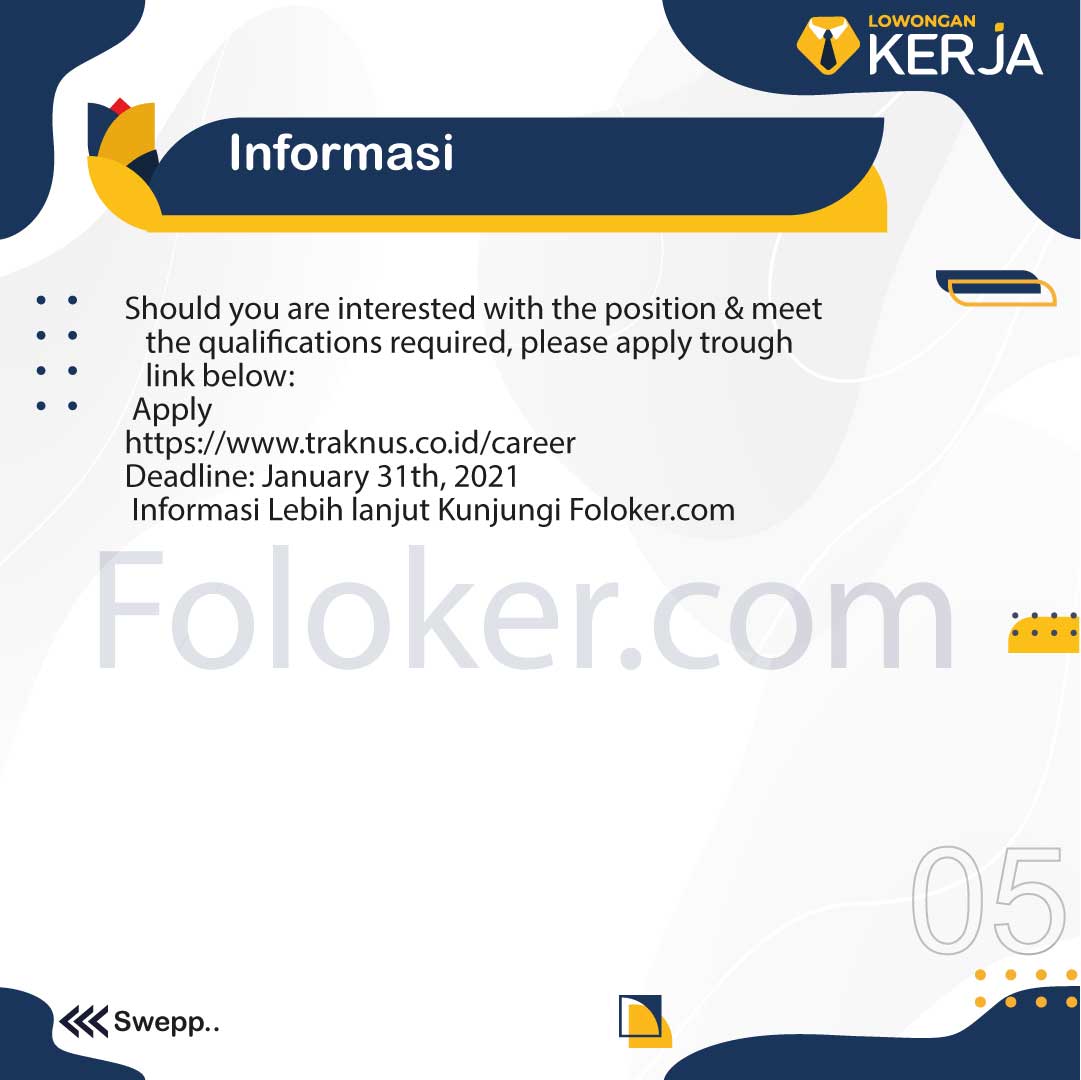 LOWONGAN
KERJA
Informasi
Should you are interested with the position & meet
the qualifications required, please apply trough
link below:
Apply
https://www.traknus.co.id/career
Deadline: January 31th, 2021
Informasi Lebih lanjut Kunjungi Foloker.com
Foloker.com
05
Swepp..